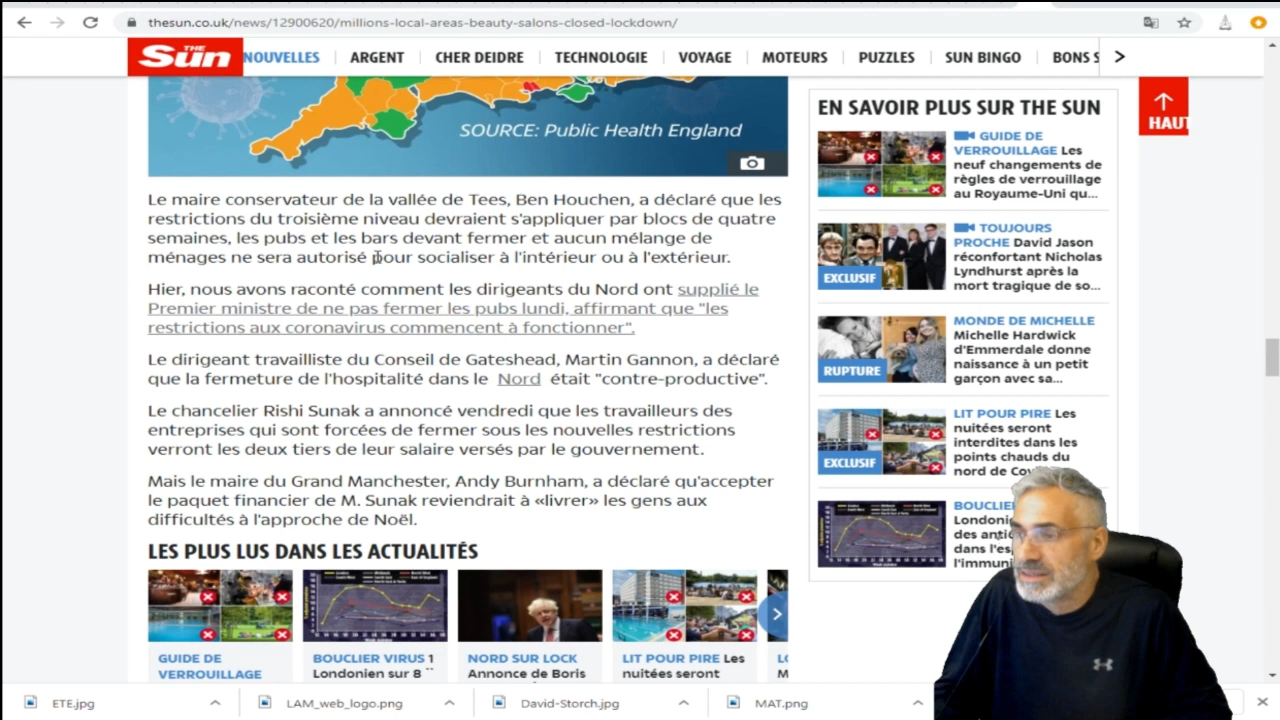 thesun.co.uk/news/12900620/millions-local-areas-beauty-salons-closed-lockdown/
THE Sun
NOUVELLES
ARGENT
CHER DEIDRE
TECHNOLOGIE
VOYAGE
MOTEURS
PUZZLES
SUN BINGO
BONS S
SOURCE: Public Health England
HAUT
Le maire conservateur de la vallée de Tees, Ben Houchen, a déclaré que les
restrictions du troisième niveau devraient s'appliquer par blocs de quatre
semaines, les pubs et les bars devant fermer et aucun mélange de
ménages ne sera autorisé pour socialiser à l'intérieur ou à l'extérieur.
Hier, nous avons raconté comment les dirigeants du Nord ont supplié le
Premier ministre de ne pas fermer les pubs lundi, affirmant que "les
restrictions aux coronavirus commencent à fonctionner".
Le dirigeant travailliste du Conseil de Gateshead, Martin Gannon, a déclaré
que la fermeture de l'hospitalité dans le Nord était "contre-productive".
Le chancelier Rishi Sunak a annoncé vendredi que les travailleurs des
entreprises qui sont forcées de fermer sous les nouvelles restrictions
verront les deux tiers de leur salaire versés par le gouvernement.
Mais le maire du Grand Manchester, Andy Burnham, a déclaré qu'accepter
le paquet financier de M. Sunak reviendrait à «livrer» les gens aux
difficultés à l'approche de Noël.
LES PLUS LUS DANS LES ACTUALITÉS
GUIDE DE
VERROUILLAGE
BOUCLIER VIRUS 1
Londonien sur 8
NORD SUR LOCK
Annonce de Boris
LIT POUR PIRE Les
nuitées seront
EN SAVOIR PLUS SUR THE SUN
GUIDE DE
VERROUILLAGE Les
neuf changements de
règles de verrouillage
au Royaume-Uni qu...
EXCLUSIF
TOUJOURS
PROCHE David Jason
réconfortant Nicholas
Lyndhurst après la
mort tragique de so...
RUPTURE
MONDE DE MICHELLE
Michelle Hardwick
d'Emmerdale donne
naissance à un petit
garçon avec sa...
EXCLUSIF
LIT POUR PIRE Les
nuitées seront
interdites dans les
points chauds du
nord de Cov
BOUCLIE
Londoni
des anti
dans l'es
l'immuni
ETE.jpg
LAM_web_logo.png
David-Storch.jpg
MAT.png